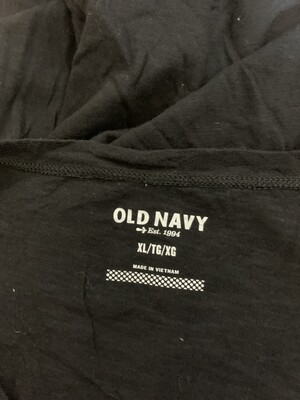 OLD NAVY
Est. 1994
XL/TG/XG
MADE IN VIETNAM